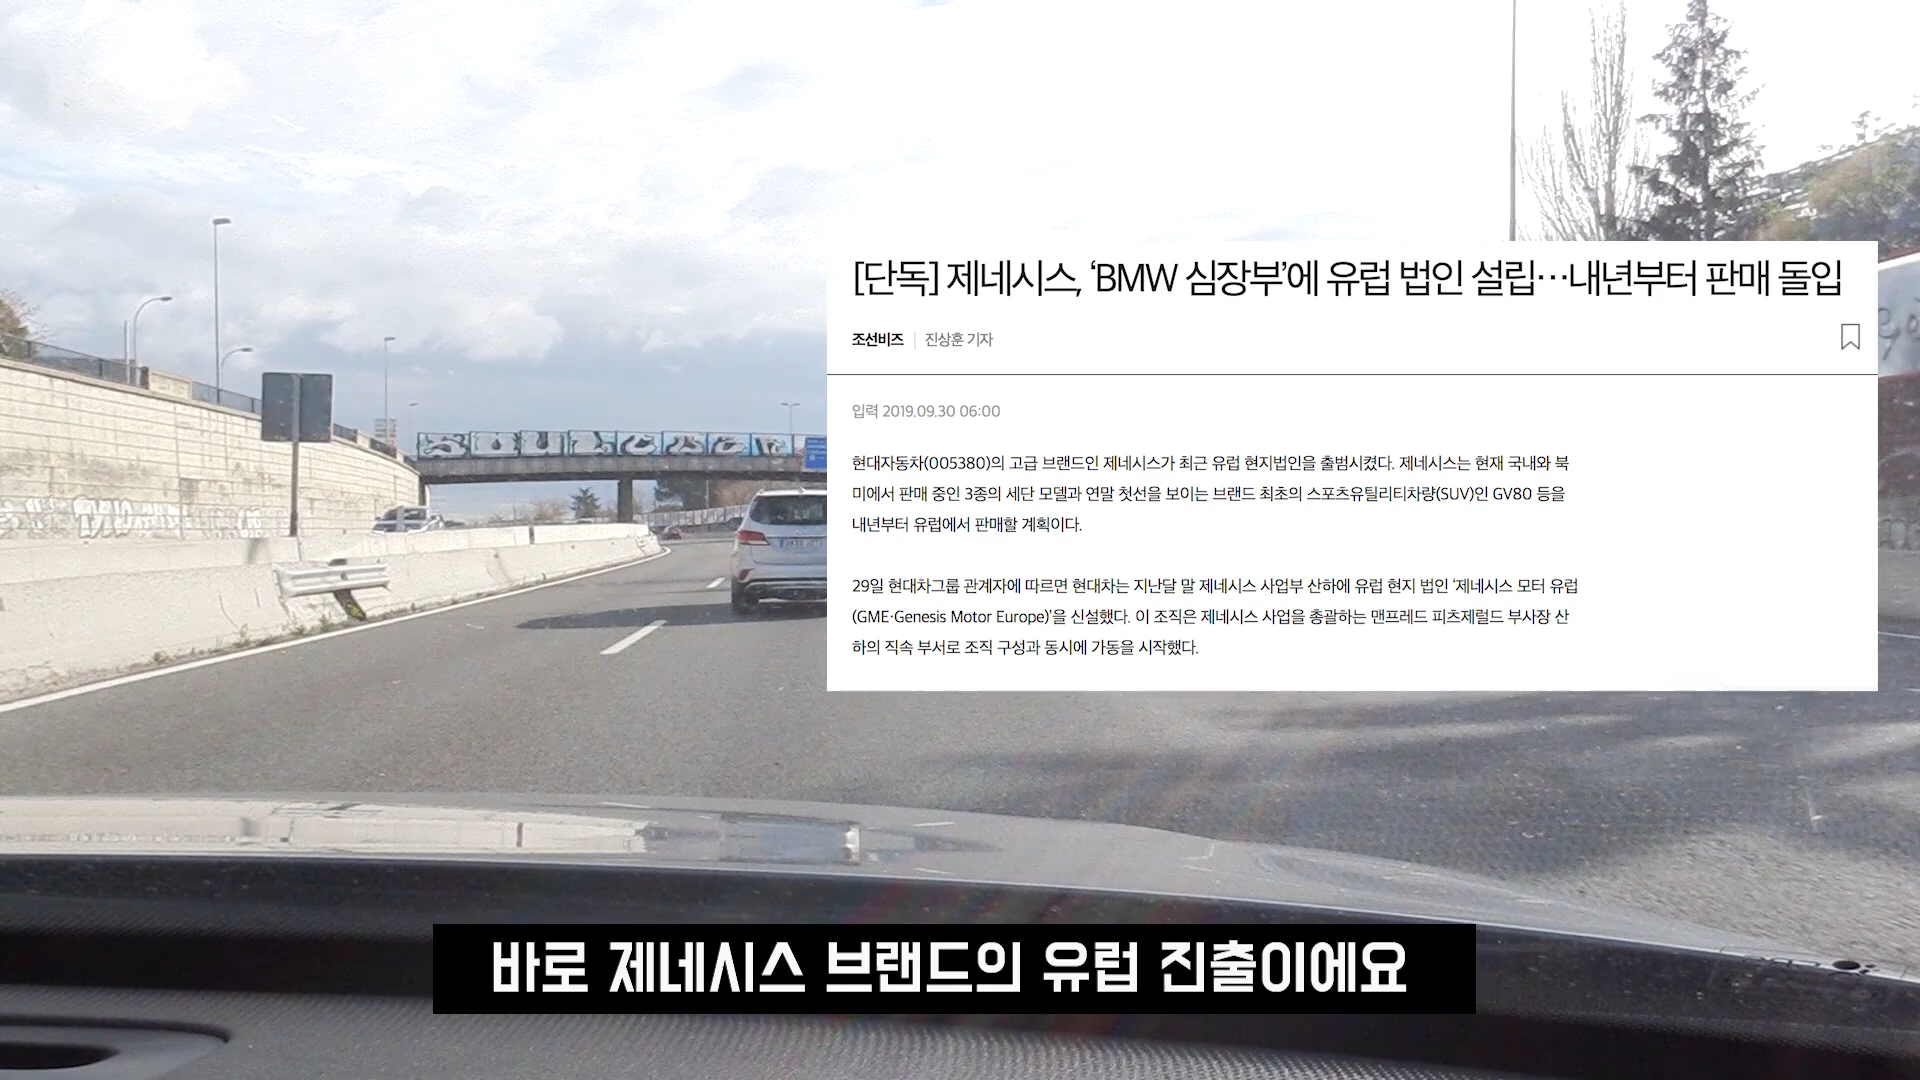 [단독] 제네시스, ‘BMW 심장부’에 유럽 법인 설립…내년부터 판매 돌입
조선비즈 | 진상훈 기자
입력 2019.09.30 06:00
현대자동차(005380)의 고급 브랜드인 제네시스가 최근 유럽 현지법인을 출범시켰다. 제네시스는 현재 국내와 북
미에서 판매 중인 3종의 세단 모델과 연말 첫선을 보이는 브랜드 최초의 스포츠유틸리티차량(SUV)인 GV80 등을
내년부터 유럽에서 판매할 계획이다.
29일 현대차그룹 관계자에 따르면 현대차는 지난달 말 제네시스 사업부 산하에 유럽 현지 법인 ‘제네시스 모터 유럽
(GME·Genesis Motor Europe)’을 신설했다. 이 조직은 제네시스 사업을 총괄하는 맨프레드 피츠제럴드 부사장 산
하의 직속 부서로 조직 구성과 동시에 가동을 시작했다.
바로 제네시스 브랜드의 유럽 진출이에요